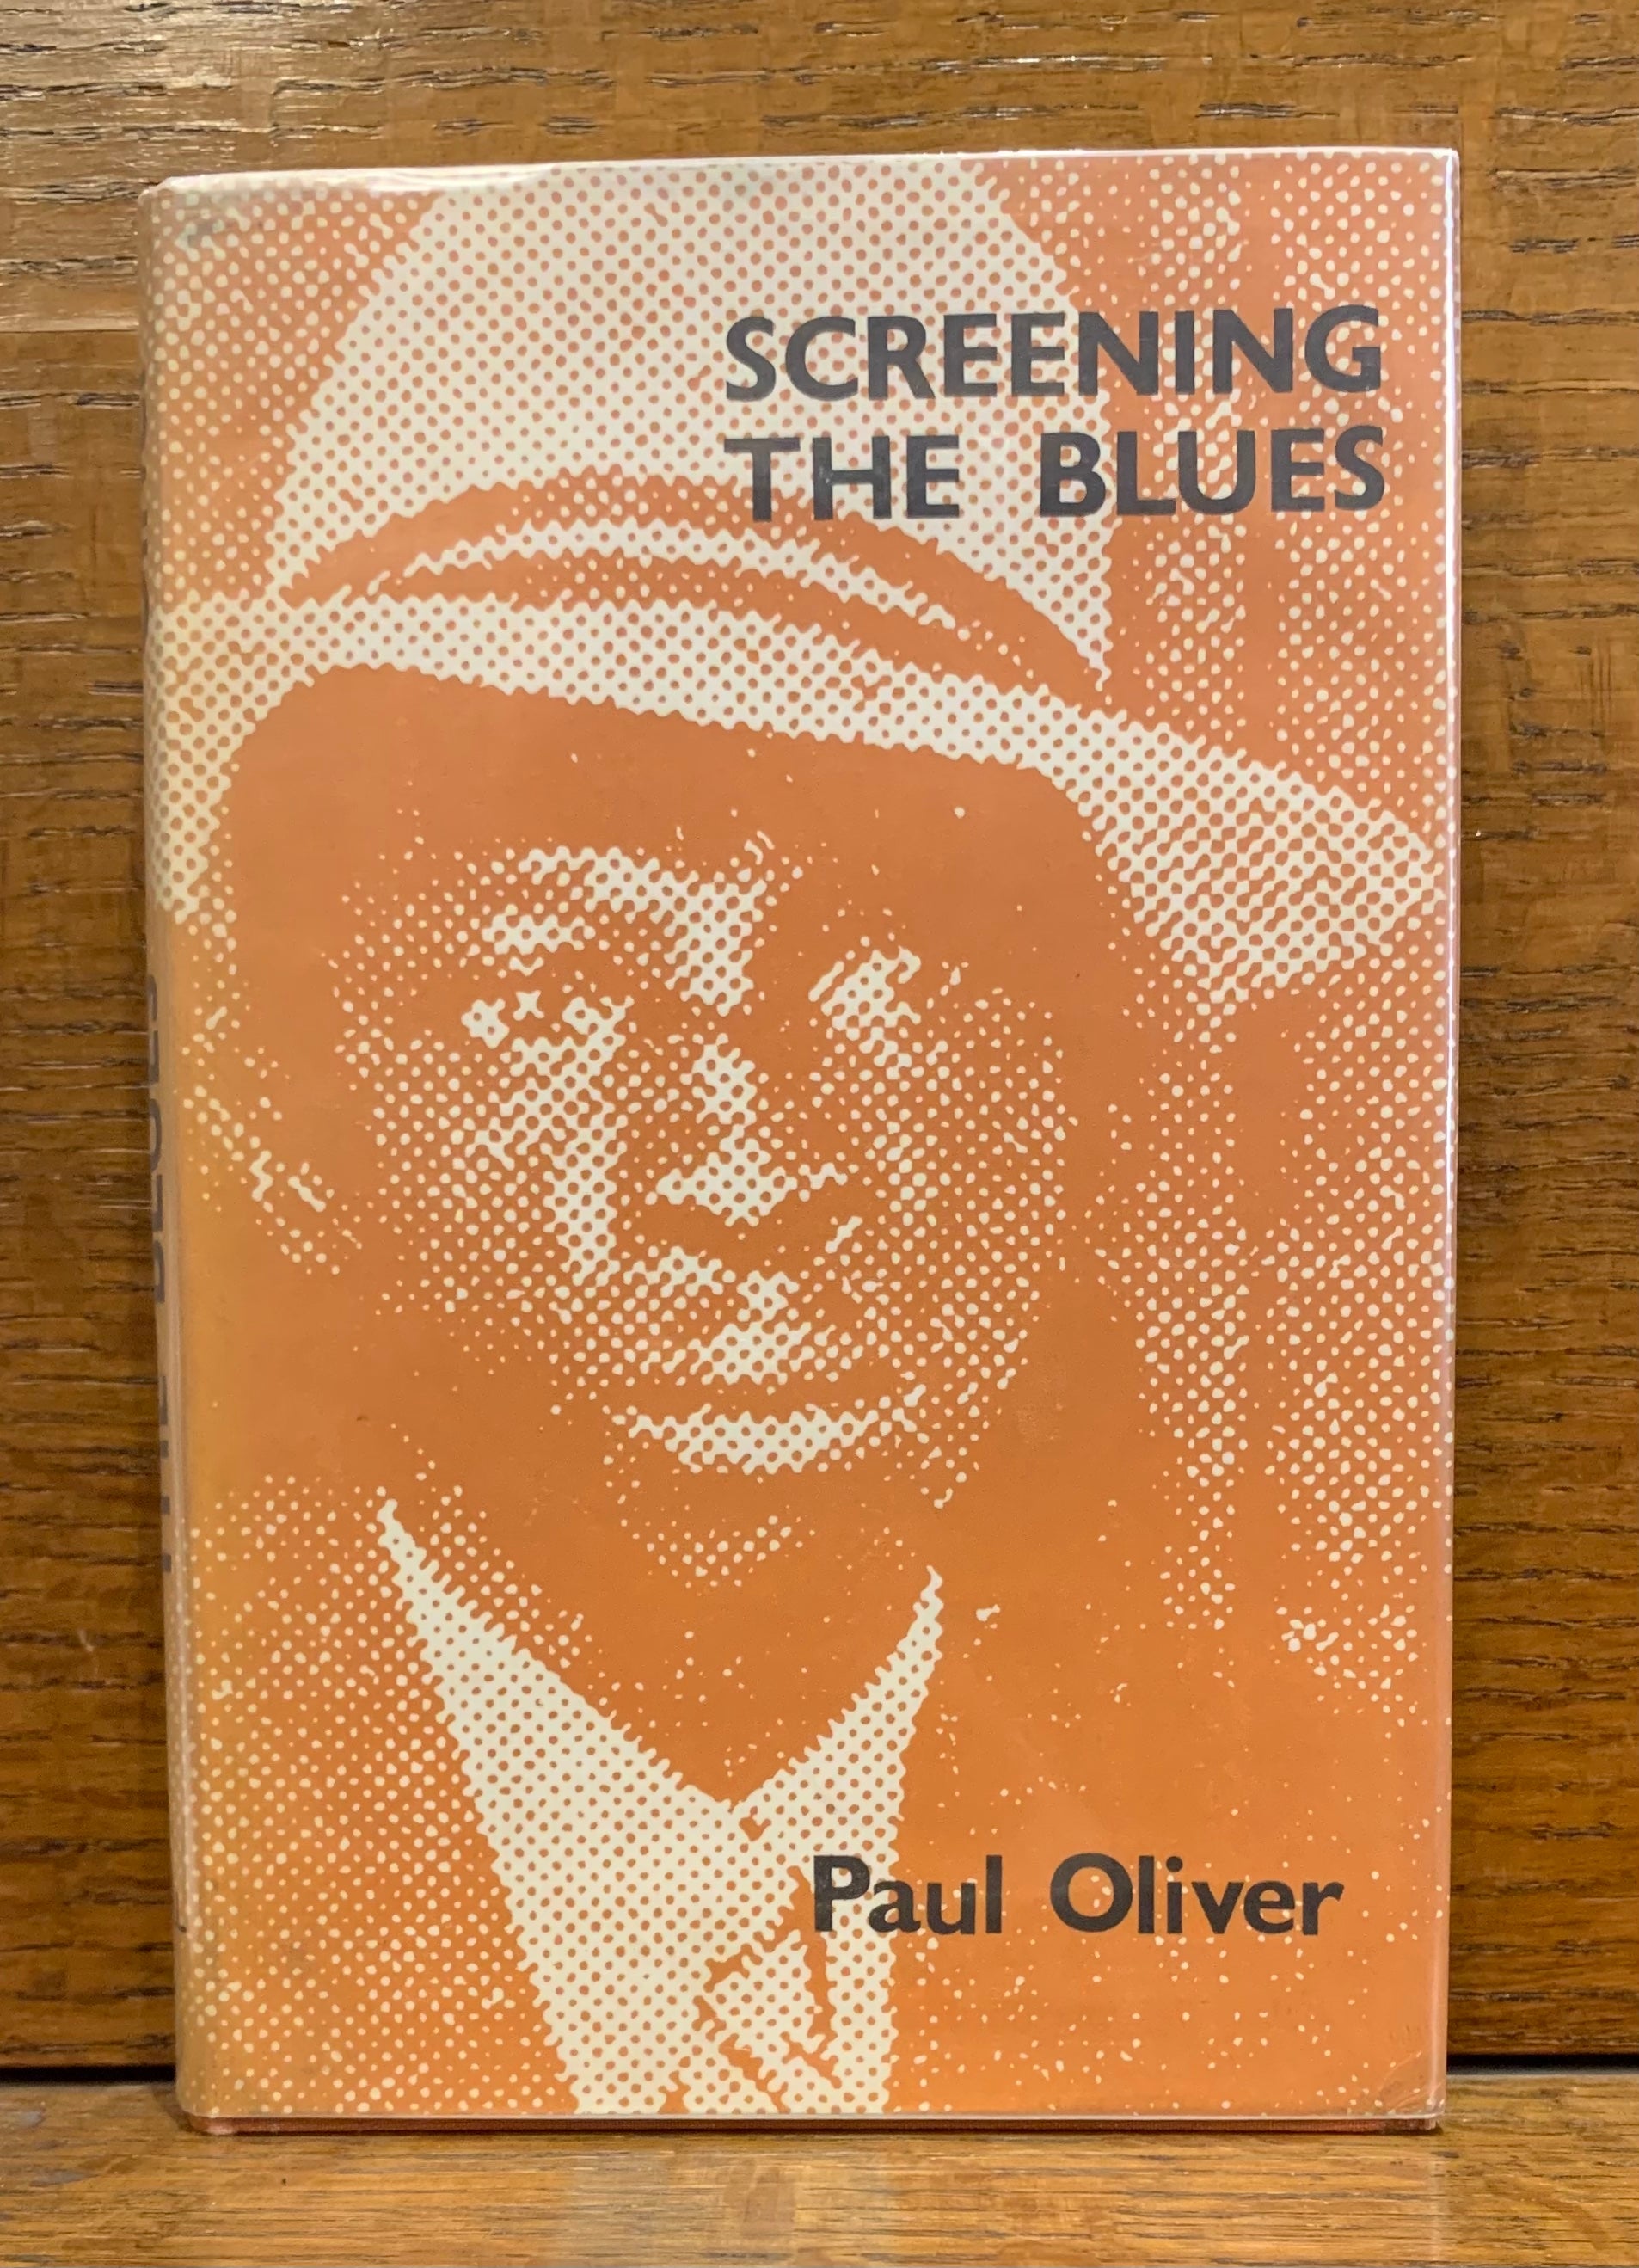 SCREENING
THE BLUES
Paul Oliver